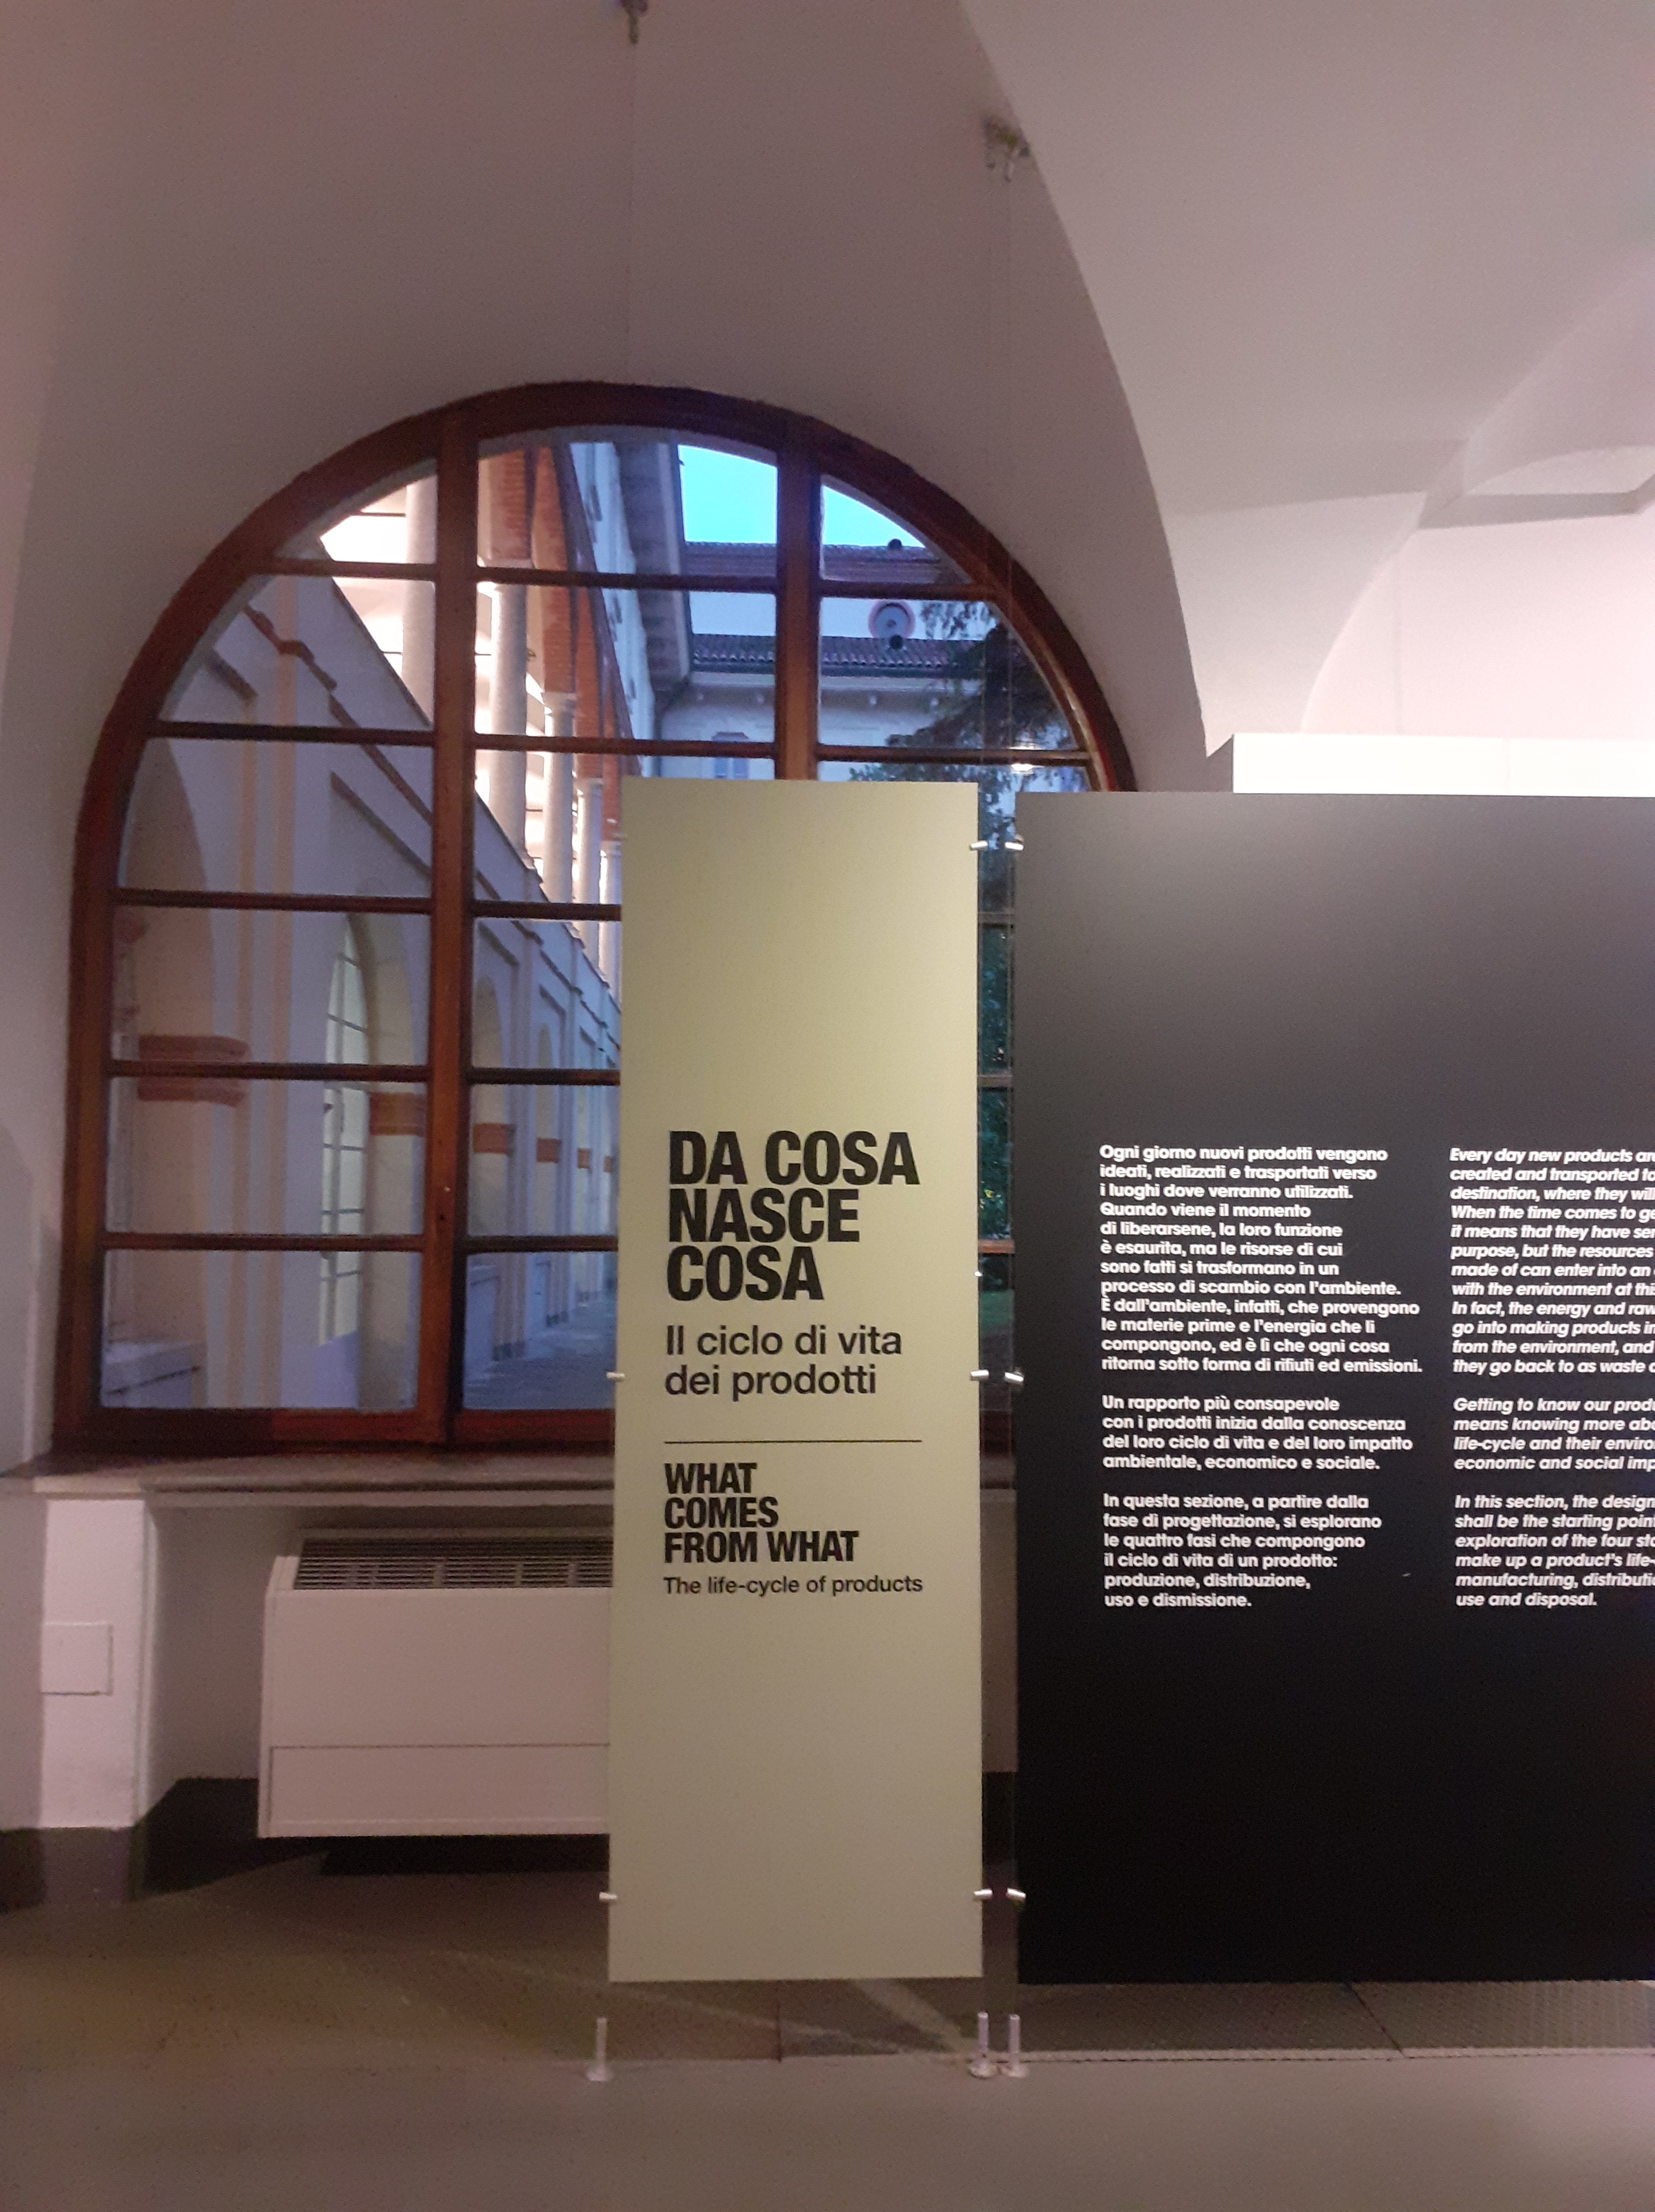 DA COSA
NASCE
COSA
Il ciclo di vita
dei prodotti
WHAT
COMES
FROM WHAT
The life-cycle of products
Ogni giorno nuovi prodotti vengono
ideati, realizzati e trasportati verso
i luoghi dove verranno utilizzati.
Quando viene il momento
di liberarsene, la loro funzione
è esaurita, ma le risorse di cui
sono fatti si trasformano in un
processo di scambio con l'ambiente.
È dall'ambiente, infatti, che provengono
le materie prime e l'energia che li
compongono, ed è lì che ogni cosa
ritorna sotto forma di rifiuti ed emissioni.
Un rapporto più consapevole
con i prodotti inizia dalla conoscenza
del loro ciclo di vita e del loro impatto
ambientale, economico e sociale.
In questa sezione, a partire dalla
fase di progettazione, si esplorano
le quattro fasi che compongono
il ciclo di vita di un prodotto:
produzione, distribuzione,
uso e dismissione.
Every day new products are
created and transported to
destination, where they will
When the time comes to
it means that they have
purpose, but the resources
made of can enter into an
with the environment at
In fact, the energy and raw
go into making products
from the environment, and
they go back to as waste
Getting to know our
means knowing more
life-cycle and their
economic and social
In this section, the design
shall be the starting point
exploration of the four
make up a product's
manufacturing,
use and disposal.